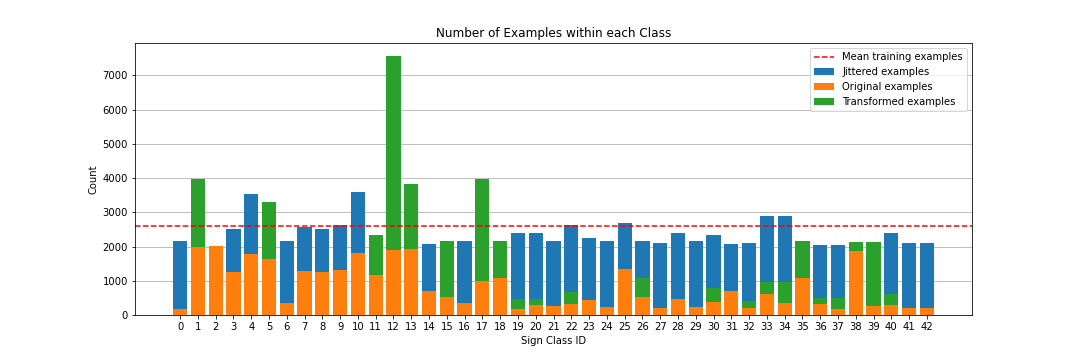 Number of Examples within each Class
Mean training examples
Jittered examples
Original examples
Transformed examples
7000
6000
5000
4000
3000
2000
1000
0
Count
0 1 2 3 4 5 6 7 8 9 10 11 12 13 14 15 16 17 18 19 20 21 22 23 24 25 26 27 28 29 30 31 32 33 34 35 36 37 38 39 40 41 42
Sign Class ID